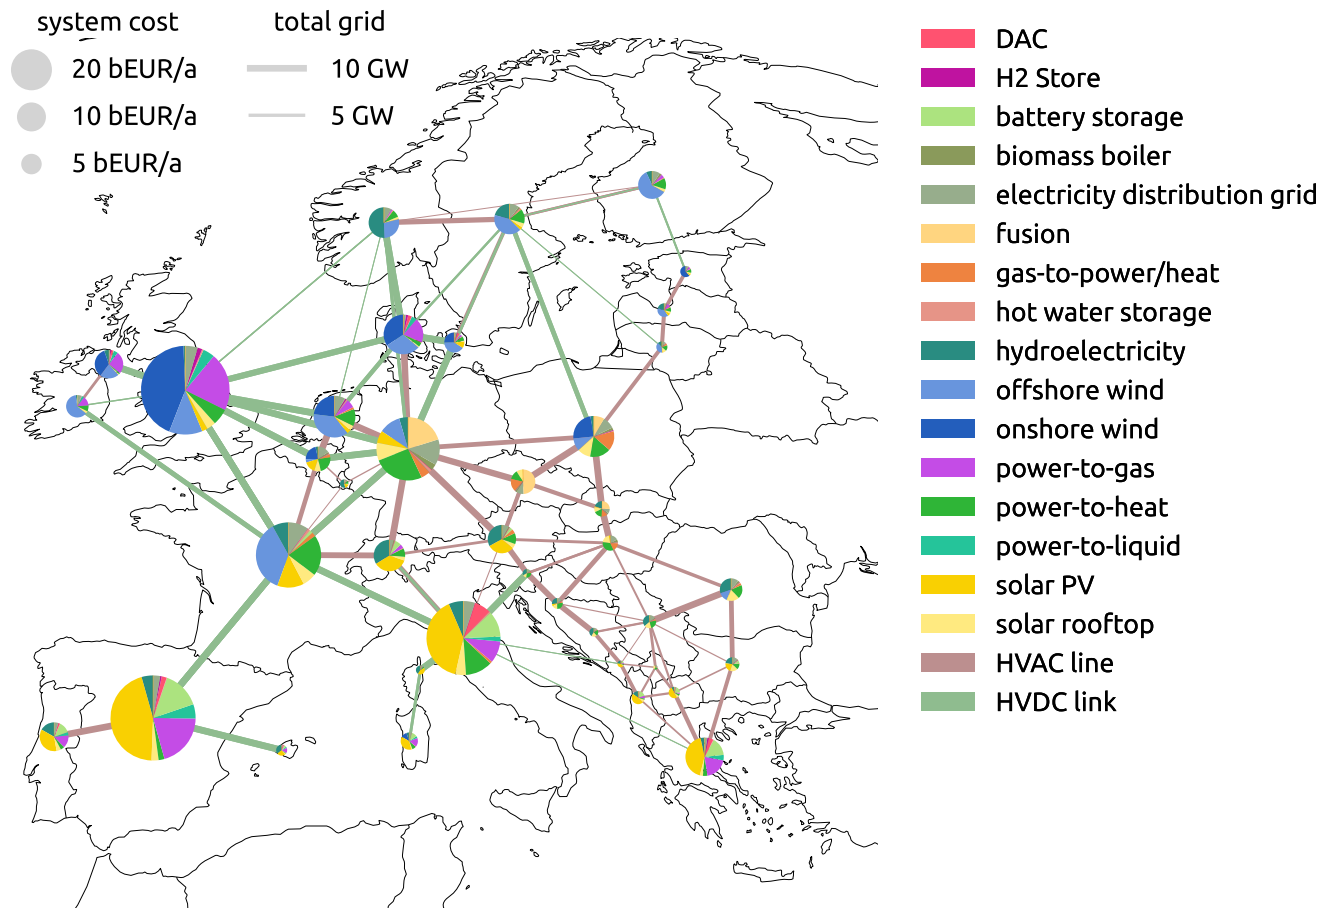 system cost
20 bEUR/a
10 bEUR/a
5 bEUR/a
total grid
10 GW
5 GW
DAC
H2 Store
battery storage
biomass boiler
electricity distribution grid
fusion
gas-to-power/heat
hot water storage
hydroelectricity
offshore wind
onshore wind
power-to-gas
power-to-heat
power-to-liquid
solar PV
solar rooftop
HVAC line
HVDC link